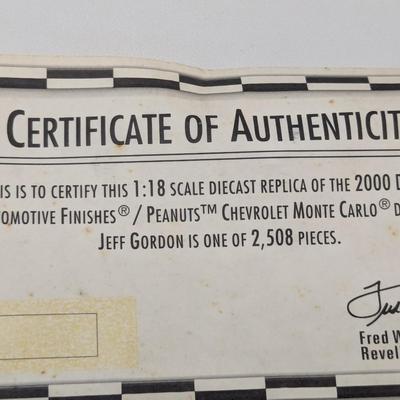 CERTIFICATE OF AUTHENTICIT
IS IS TO CERTIFY THIS 1:18 SCALE DIECAST REPLICA OF THE 2000 D
TOMOTIVE FINISHES® / PEANUTS™ CHEVROLET MONTE CARLO® D
JEFF GORDON IS ONE OF 2,508 PIECES.
Fred W
Revel